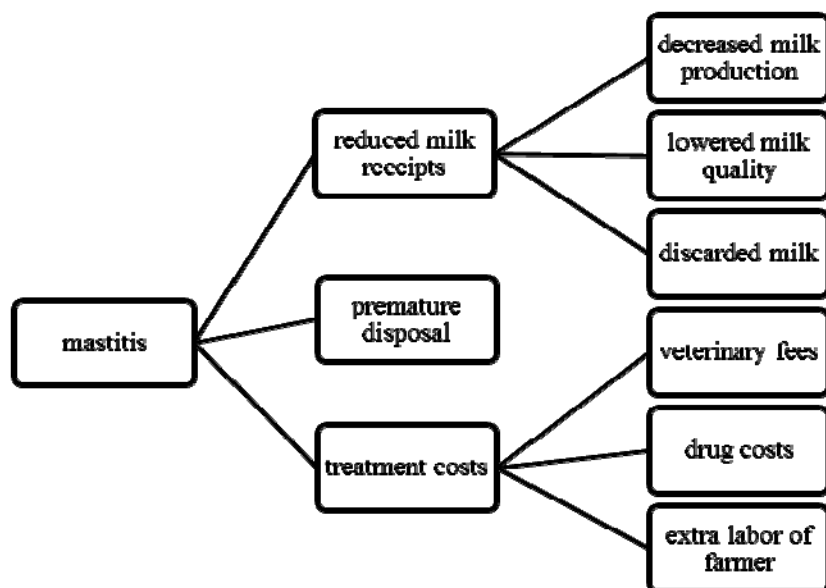 decreased milk
production
reduced milk
receipts
lowered milk
quality
discarded milk
premature
disposal
mastitis
veterinary fees
treatment costs
drug costs
extra labor of
farmer